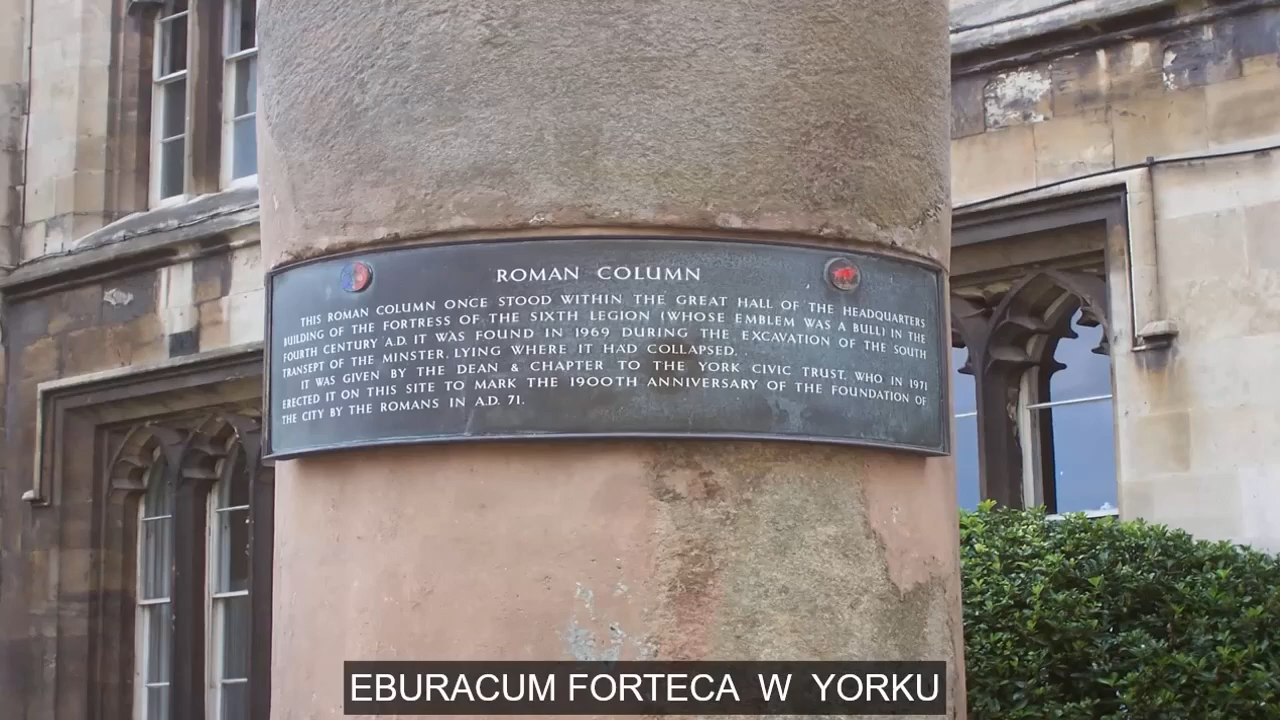 ROMAN COLUMN
THIS ROMAN COLUMN ONCE STOOD WITHIN THE GREAT HALL OF THE HEADQUARTERS
BUILDING OF THE FORTRESS OF THE SIXTH LEGION (WHOSE EMBLEM WAS A BULL) IN THE
FOURTH CENTURY A.D. IT WAS FOUND IN 1969 DURING THE EXCAVATION OF THE SOUTH
TRANSEPT OF THE MINSTER, LYING WHERE IT HAD COLLAPSED.
IT WAS GIVEN BY THE DEAN & CHAPTER TO THE YORK CIVIC TRUST, WHO IN 1971
ERECTED IT ON THIS SITE TO MARK THE 1900TH ANNIVERSARY OF THE FOUNDATION OF
THE CITY BY THE ROMANS IN A.D. 71.
EBURACUM FORTECA W YORKU